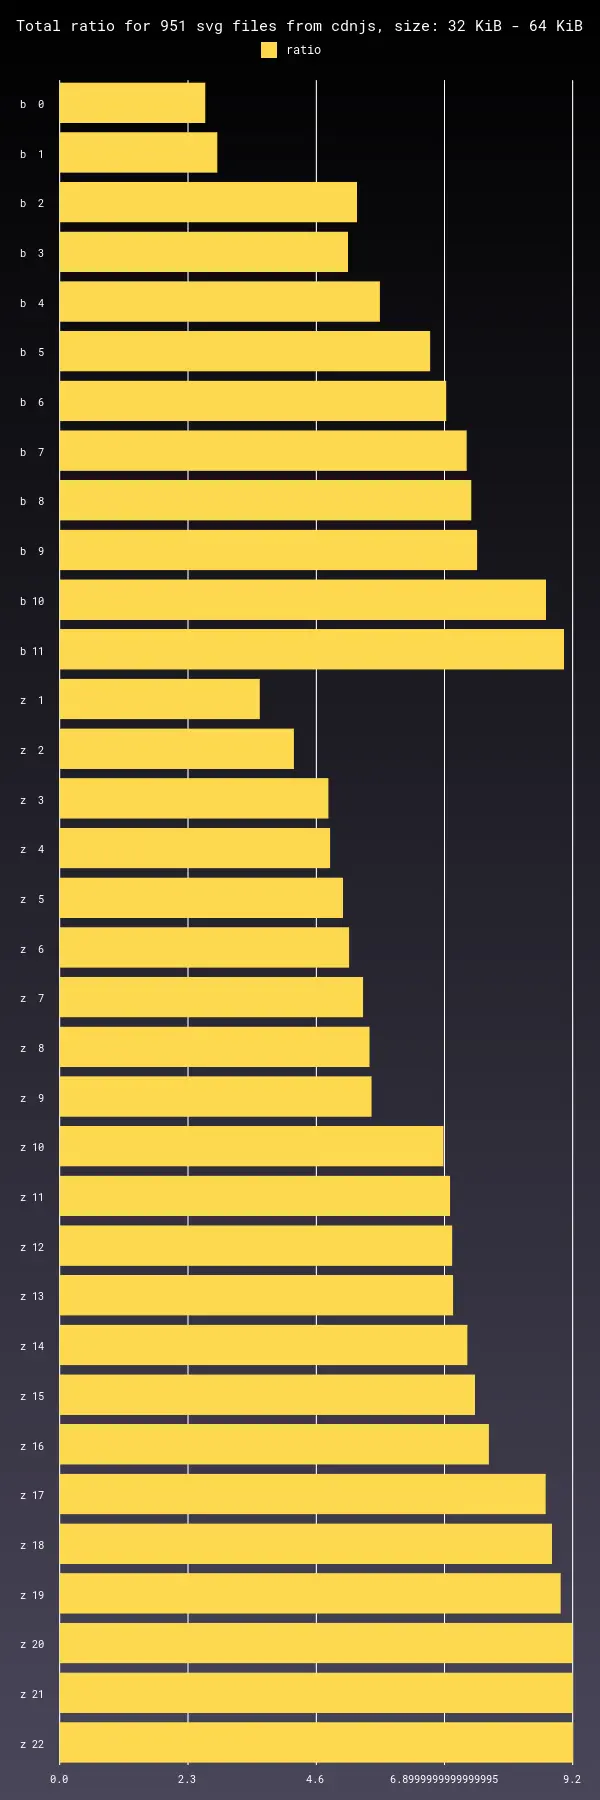 Total ratio for 951 svg files from cdnjs, size: 32 KiB - 64 KiB
ratio
b  0
b  1
b  2
b  3
b  4
b  5
b  6
b  7
b  8
b  9
b 10
b 11
z  1
z  2
z  3
z  4
z  5
z  6
z  7
z  8
z  9
z 10
z 11
z 12
z 13
z 14
z 15
z 16
z 17
z 18
z 19
z 20
z 21
z 22
0.0 2.3 4.6 6.8999999999999995 9.2